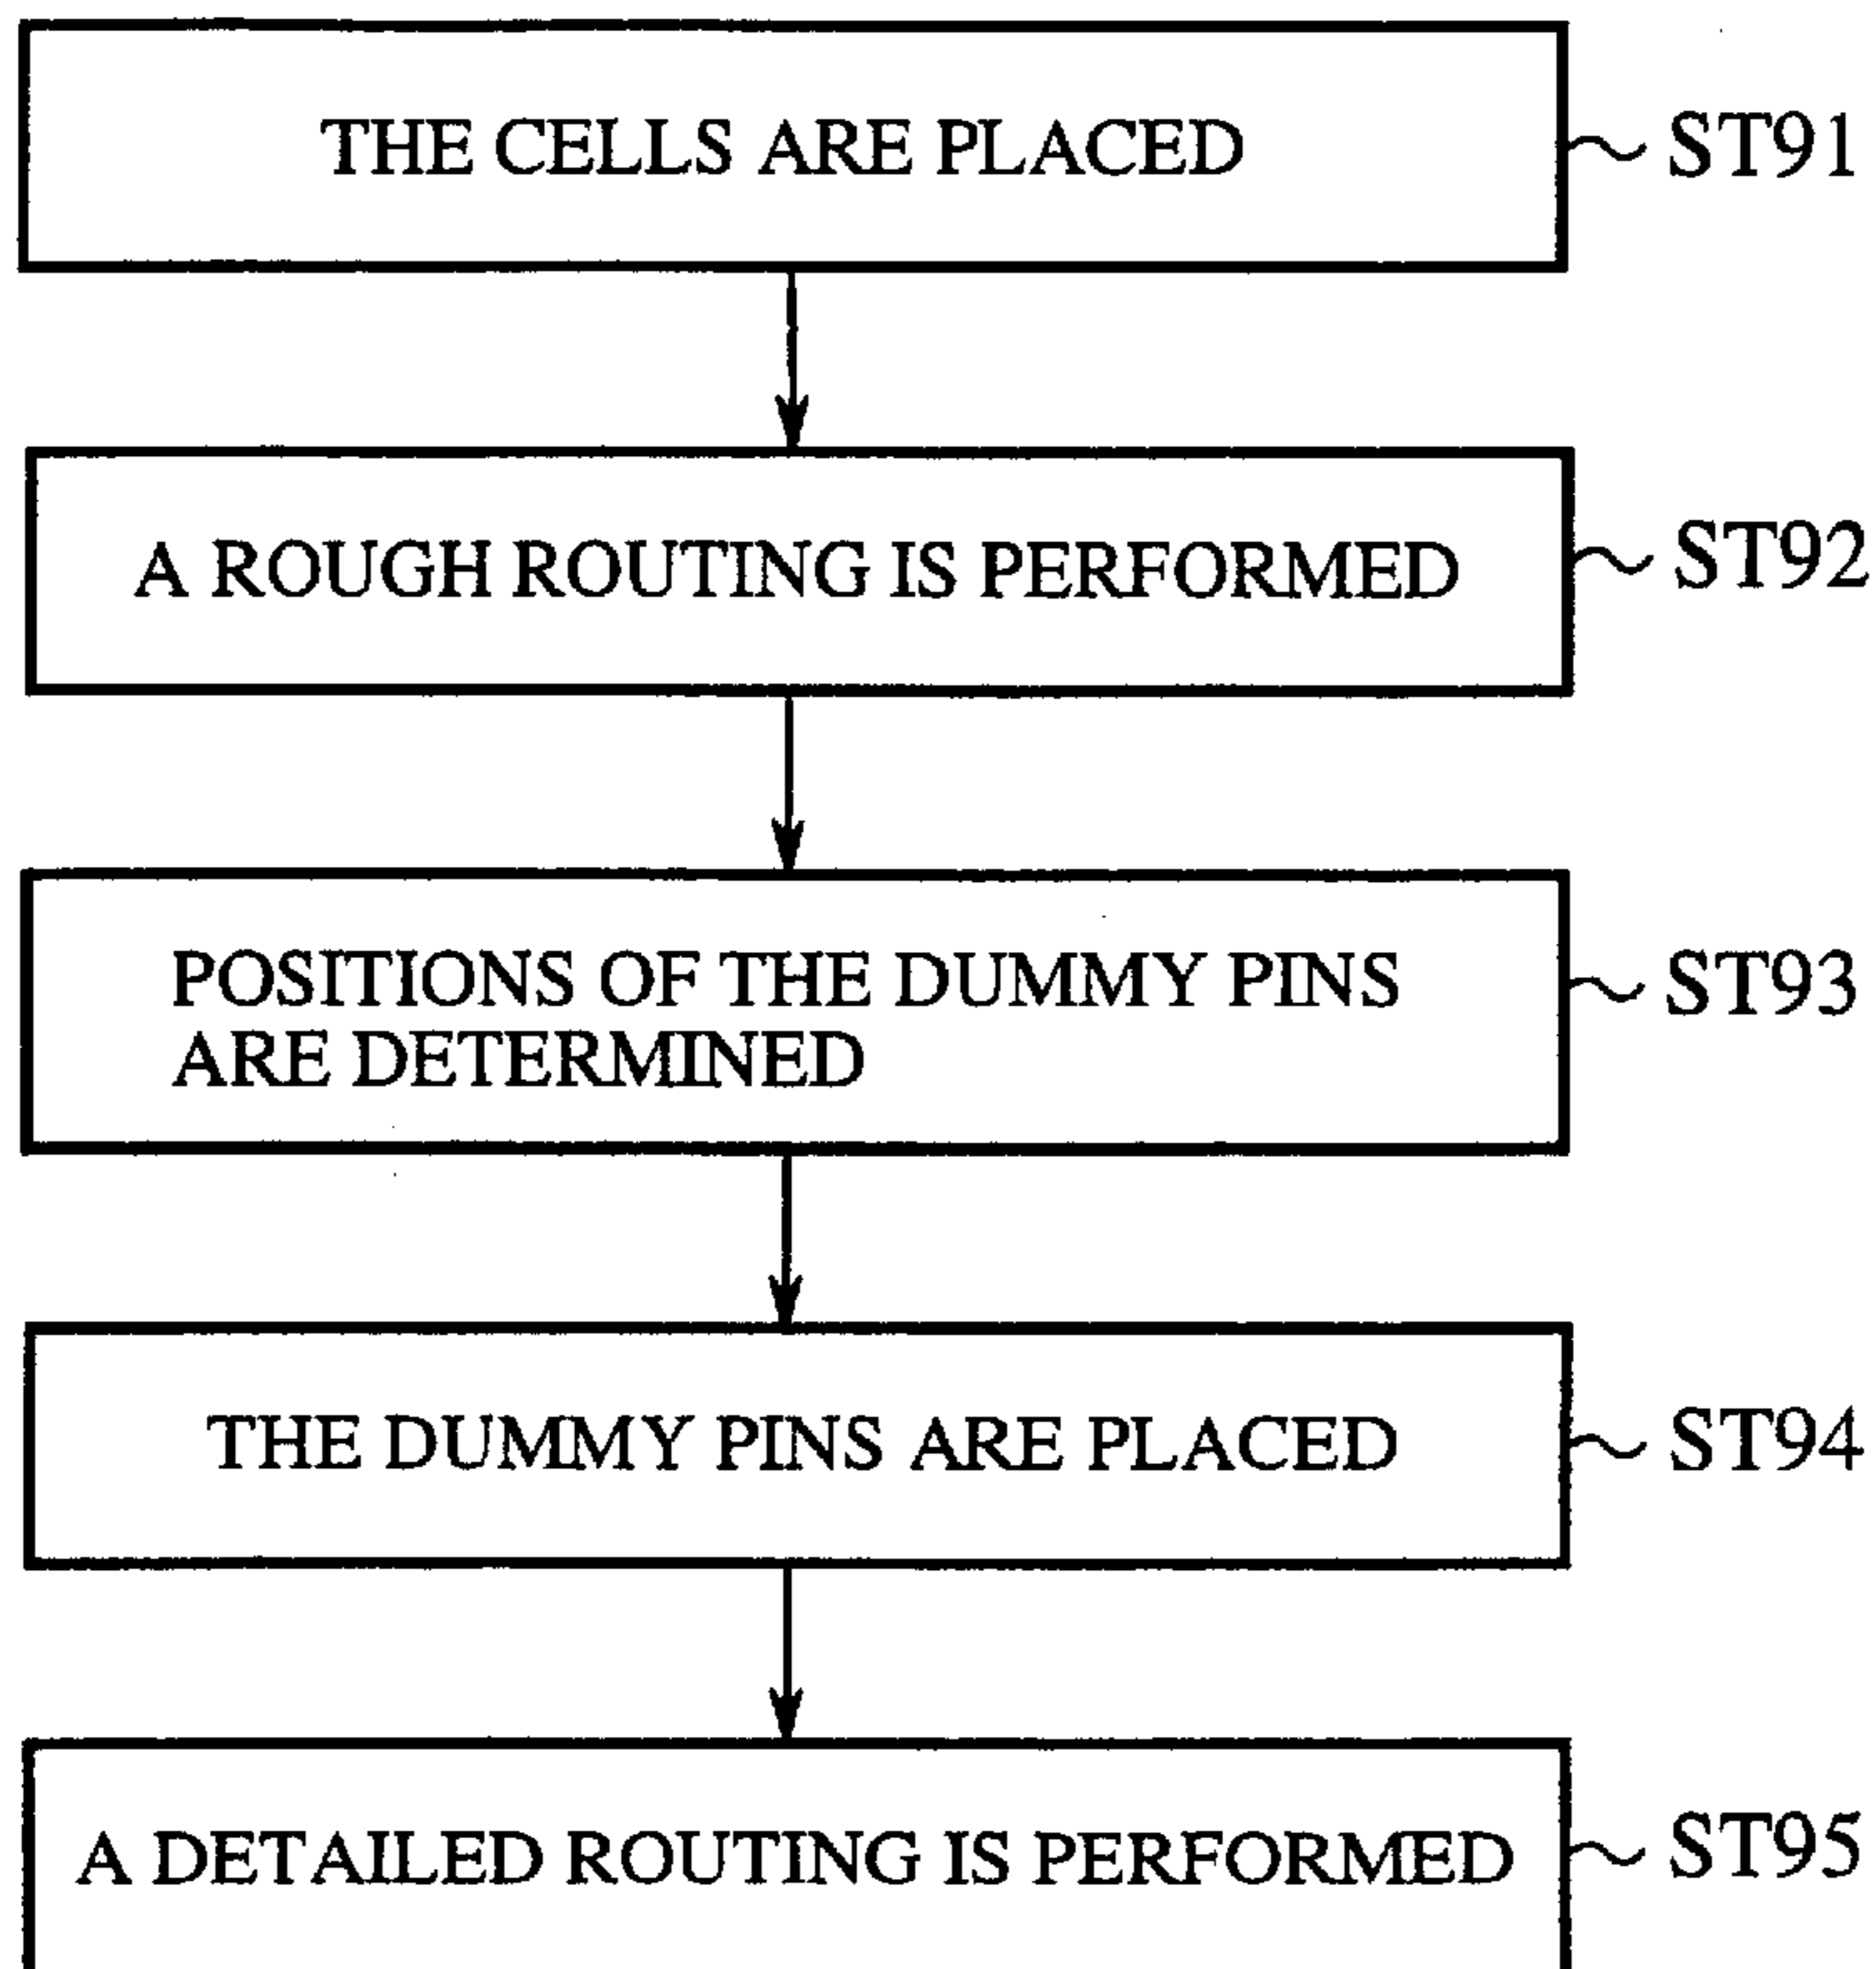 THE CELLS ARE PLACED
ST91
A ROUGH ROUTING IS PERFORMED
ST92
POSITIONS OF THE DUMMY PINS
ARE DETERMINED
ST93
THE DUMMY PINS ARE PLACED
ST94
A DETAILED ROUTING IS PERFORMED
ST95